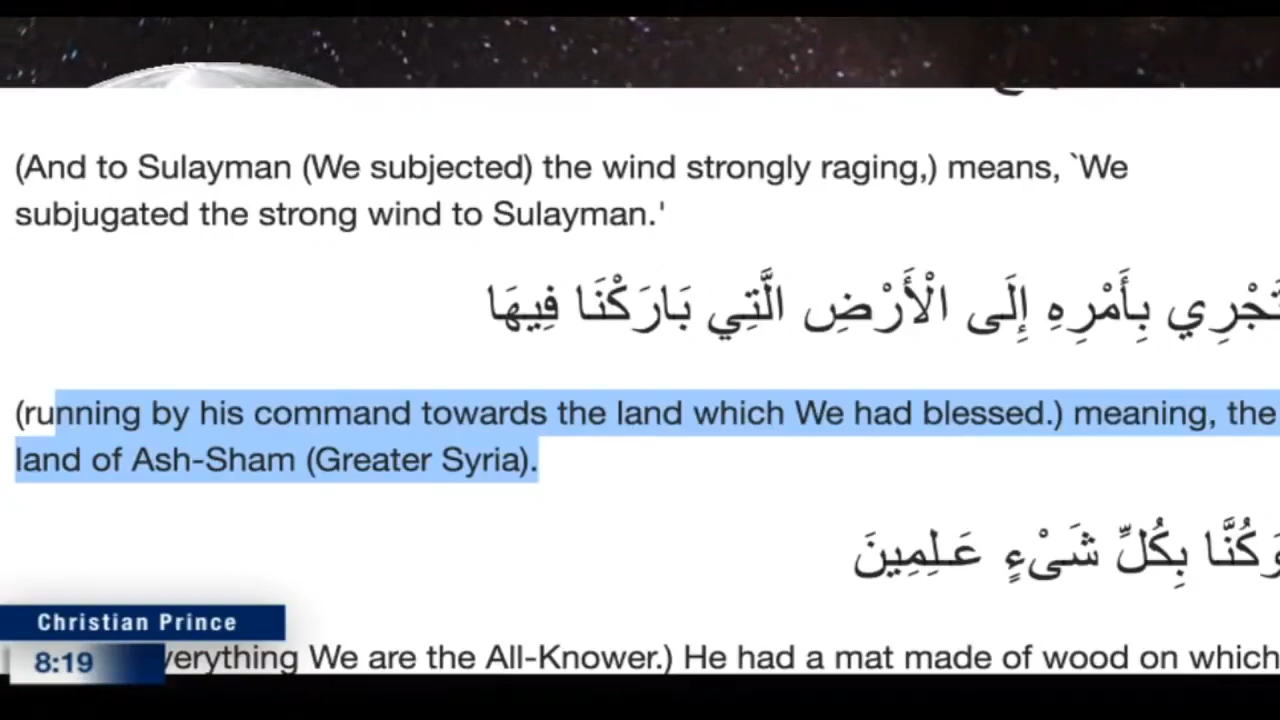 (And to Sulayman (We subjected) the wind strongly raging,) means, `We
subjugated the strong wind to Sulayman.'
تَجْرِي بِأَمْرِهِ إِلَى الْأَرْضِ الَّتِي بَارَكْنَا فِيهَا
(running by his command towards the land which We had blessed.) meaning, the
land of Ash-Sham (Greater Syria).
وَكُنَّا بِكُلِّ شَىْءٍ عَـلِمِينَ
Christian Prince
8:19
We are the All-Knower.) He had a mat made of wood on which